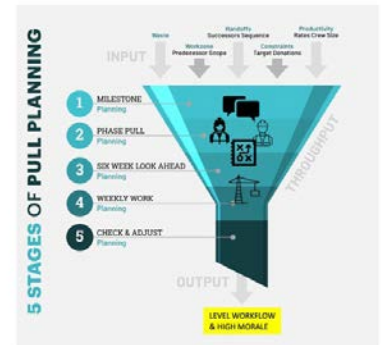 5 STAGES OF PULL PLANNING
INPUT
Waste
Workzone
Predecessor Scope
Handoffs
Successors Sequence
Constraints
Target Donations
Productivity
Rates Crew Size
1 MILESTONE
Planning
2 PHASE PULL
Planning
3 SIX WEEK LOOK AHEAD
Planning
4 WEEKLY WORK
Planning
5 CHECK & ADJUST
Planning
THROUGHPUT
OUTPUT
LEVEL WORKFLOW
& HIGH MORALE